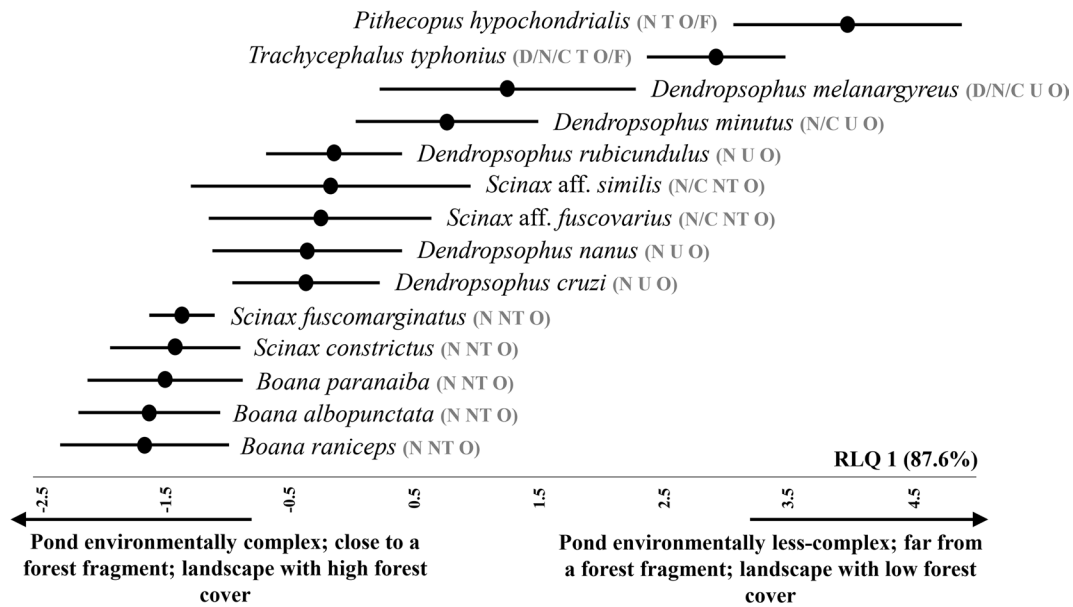 Pithecopus hypochondrialis (N T O/F)
Trachycephalus typhonius (D/N/C T O/F)
Dendropsophus melanargyreus (D/N/C U O)
Dendropsophus minutus (N/C U O)
Dendropsophus rubicundulus (N U O)
Scinax aff. similis (N/C NT O)
Scinax aff. fuscovarius (N/C NT O)
Dendropsophus nanus (N U O)
Dendropsophus cruzi (N U O)
Scinax fuscomarginatus (N NT O)
Scinax constrictus (N NT O)
Boana paranaiba (N NT O)
Boana albopunctata (N NT O)
Boana raniceps (N NT O)
RLQ 1 (87.6%)
-2.5 -1.5 -0.5 0.5 1.5 2.5 3.5 4.5
Pond environmentally complex; close to a
forest fragment; landscape with high forest
cover
Pond environmentally less-complex; far from
a forest fragment; landscape with low forest
cover